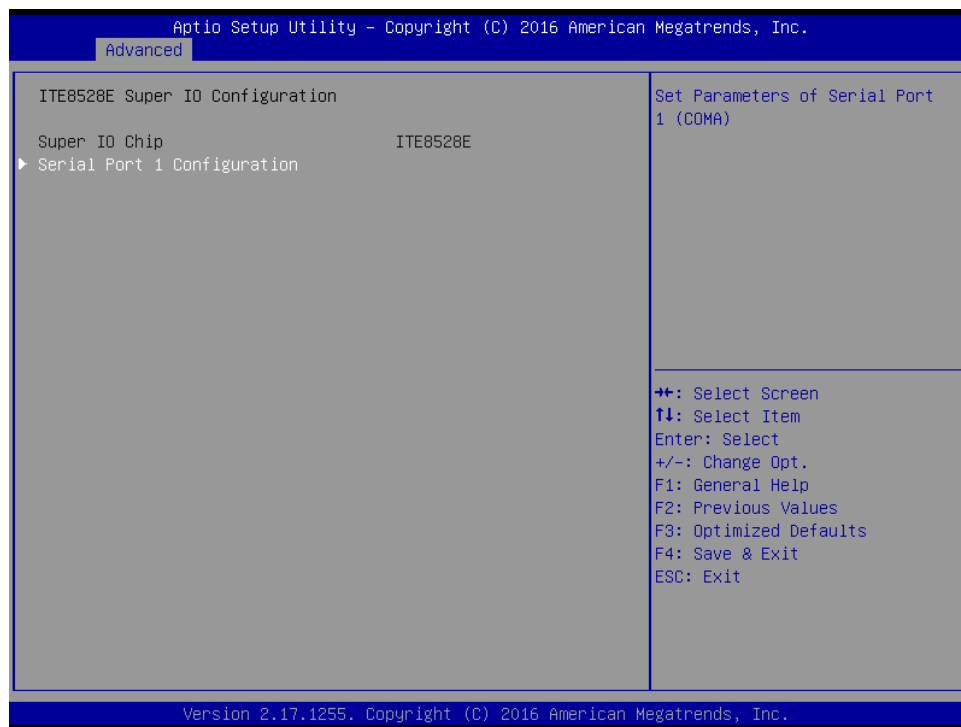 Aptio Setup Utility – Copyright (C) 2016 American Megatrends, Inc.
Advanced
ITE8528E Super IO Configuration
Super IO Chip ITE8528E
▶ Serial Port 1 Configuration
Set Parameters of Serial Port
1 (COMA)
→←: Select Screen
↑↓: Select Item
Enter: Select
+/-: Change Opt.
F1: General Help
F2: Previous Values
F3: Optimized Defaults
F4: Save & Exit
ESC: Exit
Version 2.17.1255. Copyright (C) 2016 American Megatrends, Inc.